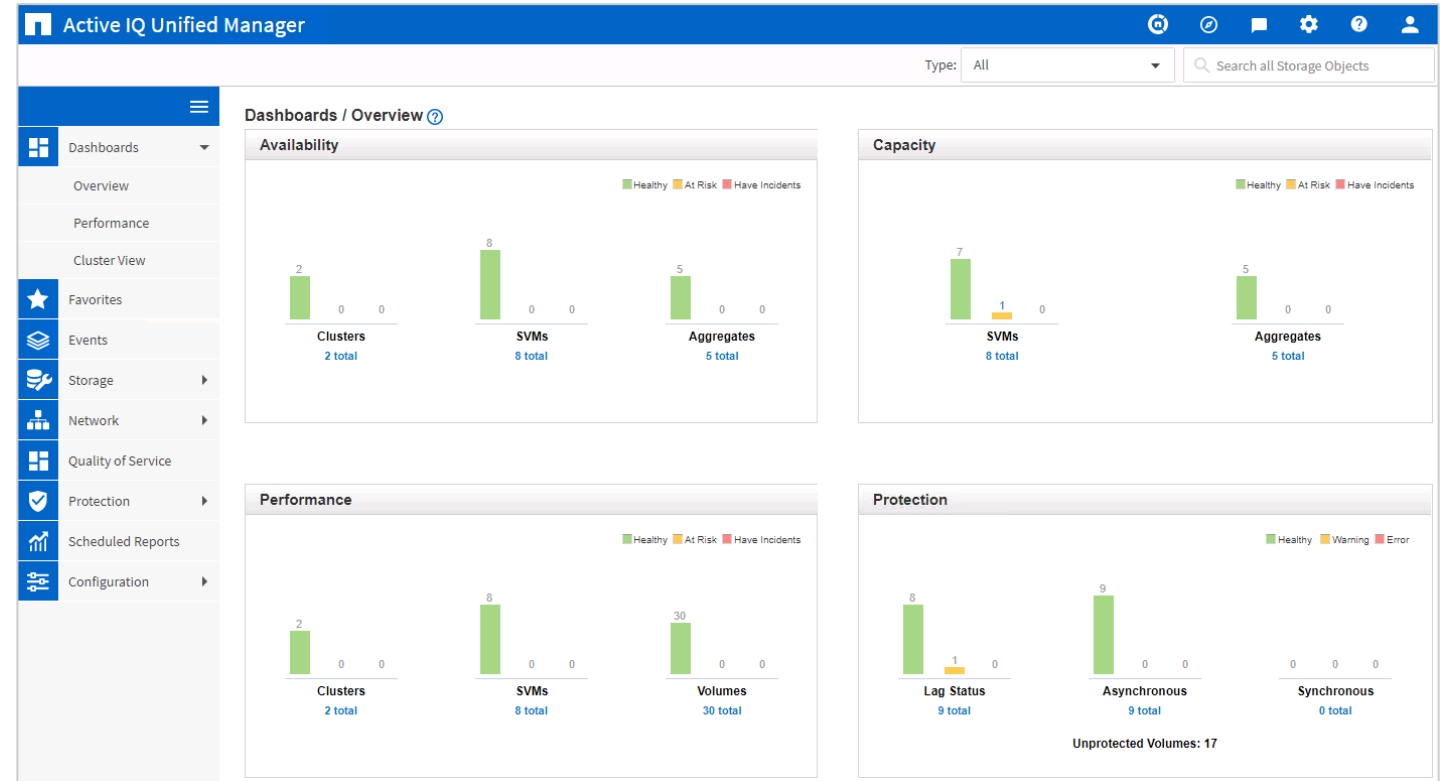 Active IQ Unified Manager
Type: All
Search all Storage Objects
Dashboards
Overview
Performance
Cluster View
Favorites
Events
Storage
Network
Quality of Service
Protection
Scheduled Reports
Configuration
Dashboards / Overview ?
Availability
Healthy At Risk Have Incidents
2 0 0
8 0 0
5 0 0
Clusters SVMs Aggregates
2 total 8 total 5 total
Capacity
Healthy At Risk Have Incidents
7 1 0
5 0 0
SVMs Aggregates
8 total 5 total
Performance
Healthy At Risk Have Incidents
2 0 0
8 0 0
30 0 0
Clusters SVMs Volumes
2 total 8 total 30 total
Protection
Healthy Warning Error
8 1 0
9 0 0
0 0 0
Lag Status Asynchronous Synchronous
9 total 9 total 0 total
Unprotected Volumes: 17